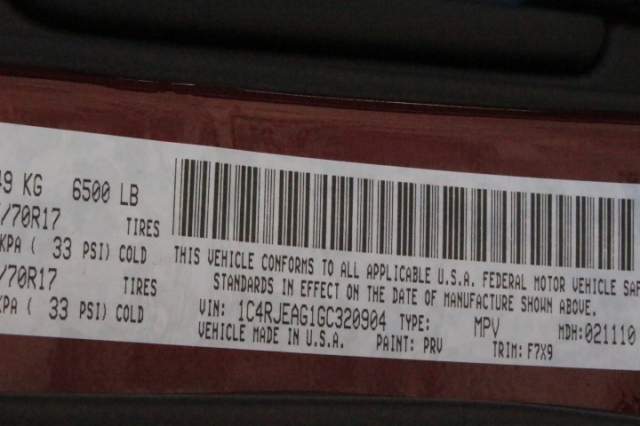 49 KG 6500 LB
/70R17 TIRES
KPA ( 33 PSI) COLD
/70R17 TIRES
KPA ( 33 PSI) COLD
THIS VEHICLE CONFORMS TO ALL APPLICABLE U.S.A. FEDERAL MOTOR VEHICLE SAF
STANDARDS IN EFFECT ON THE DATE OF MANUFACTURE SHOWN ABOVE.
VIN: 1C4RJEAG1GC320904 TYPE: MPV MDH:021110
VEHICLE MADE IN U.S.A. PAINT: PRV TRIM: F7X9